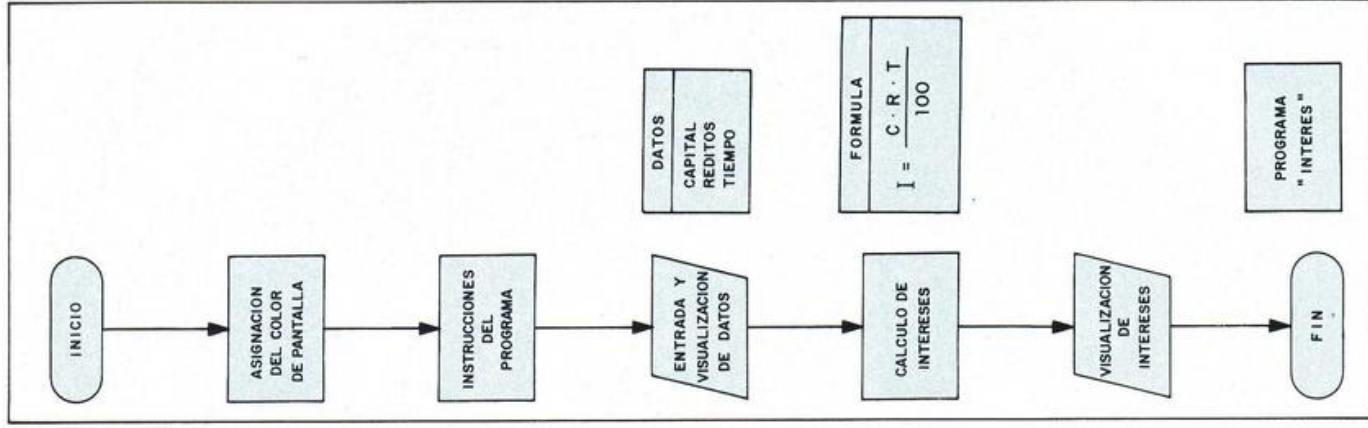 INICIO
ASIGNACION
DEL COLOR
DE PANTALLA
INSTRUCCIONES
DEL
PROGRAMA
ENTRADA Y
VISUALIZACION
DE DATOS
DATOS
CAPITAL
REDITOS
TIEMPO
CALCULO DE
INTERESES
FORMULA
I = C · R · T / 100
VISUALIZACION
DE
INTERESES
FIN
PROGRAMA
"INTERES"